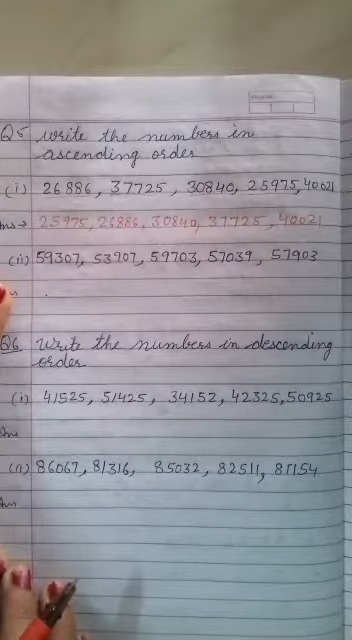 Q5 write the numbers in
ascending order
(i) 26886, 37725, 30840, 25975, 40021
Ans→ 25975, 26886, 30840, 37725, 40021
(ii) 59307, 53907, 59703, 57039, 57903
Q6 Write the numbers in descending
order
(i) 41525, 51425, 34152, 42325, 50925
Ans
(ii) 86067, 81316, 85032, 82511, 81154
Ans